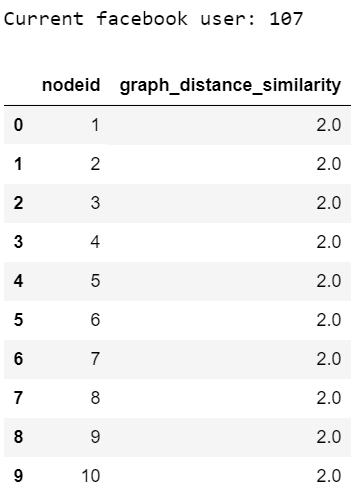 Current facebook user: 107
nodeid graph_distance_similarity
0 1 2.0
1 2 2.0
2 3 2.0
3 4 2.0
4 5 2.0
5 6 2.0
6 7 2.0
7 8 2.0
8 9 2.0
9 10 2.0